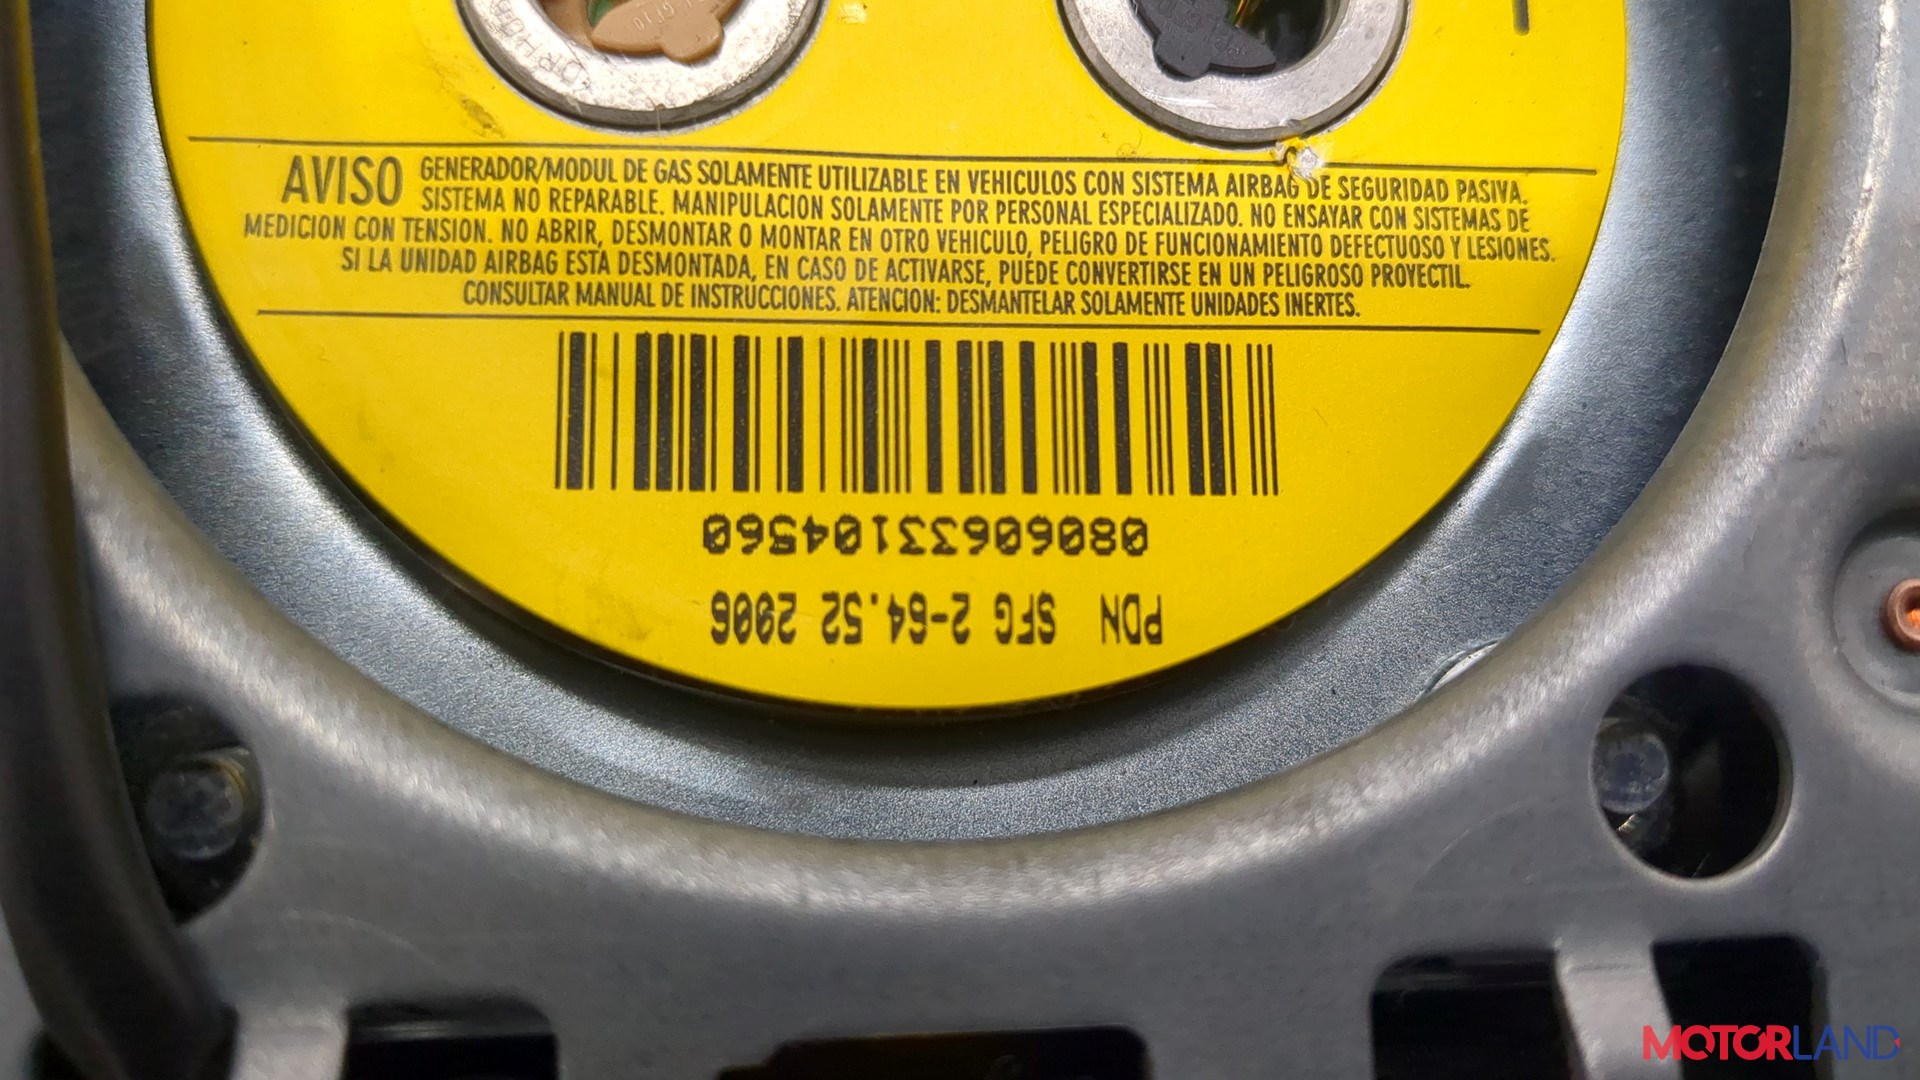 AVISO GENERADOR/MODUL DE GAS SOLAMENTE UTILIZABLE EN VEHICULOS CON SISTEMA AIRBAG DE SEGURIDAD PASIVA.
SISTEMA NO REPARABLE. MANIPULACION SOLAMENTE POR PERSONAL ESPECIALIZADO. NO ENSAYAR CON SISTEMAS DE
MEDICION CON TENSION. NO ABRIR, DESMONTAR O MONTAR EN OTRO VEHICULO, PELIGRO DE FUNCIONAMIENTO DEFECTUOSO Y LESIONES.
SI LA UNIDAD AIRBAG ESTA DESMONTADA, EN CASO DE ACTIVARSE, PUEDE CONVERTIRSE EN UN PELIGROSO PROYECTIL.
CONSULTAR MANUAL DE INSTRUCCIONES. ATENCION: DESMANTELAR SOLAMENTE UNIDADES INERTES.
08060633104560
PDN SFG 2-64.52 2006
MOTORLAND